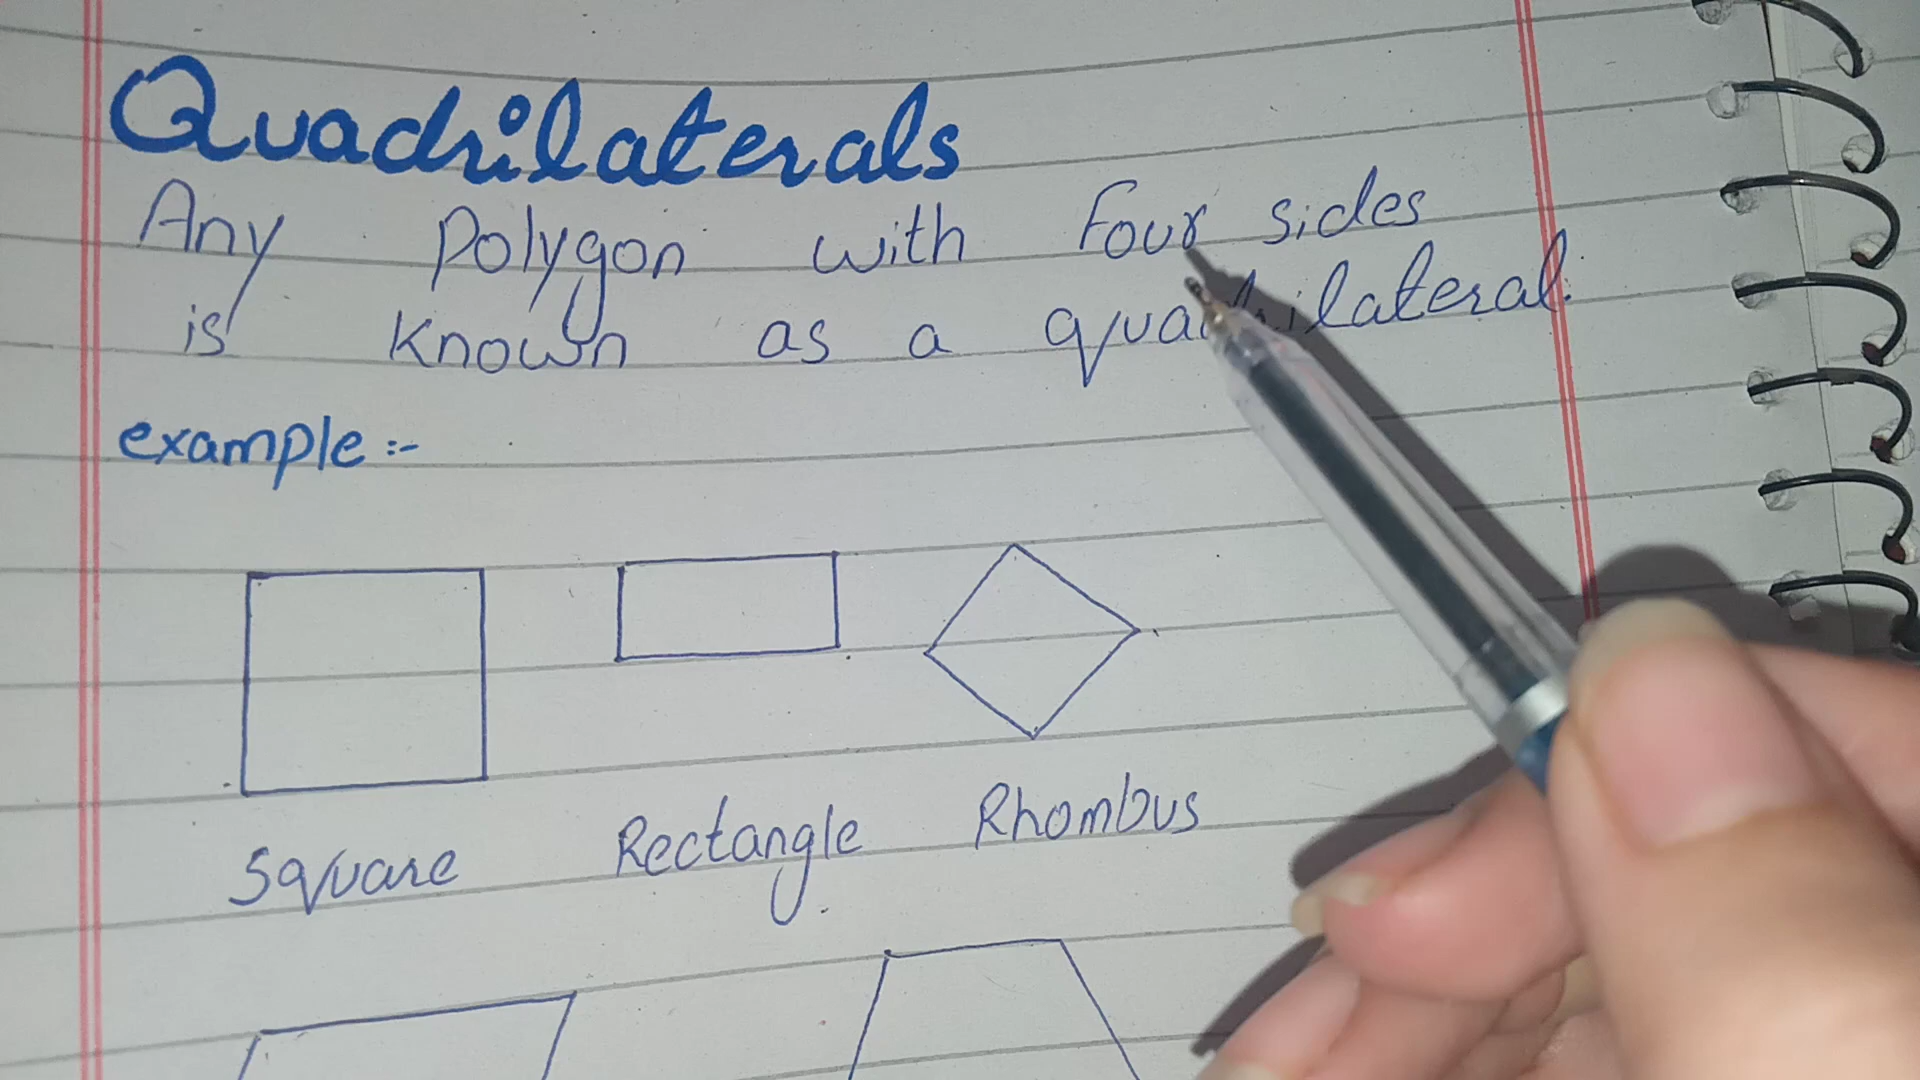 Quadrilaterals
Any Polygon with Four sides
is Known as a quadrilateral.
example :-
Square Rectangle Rhombus